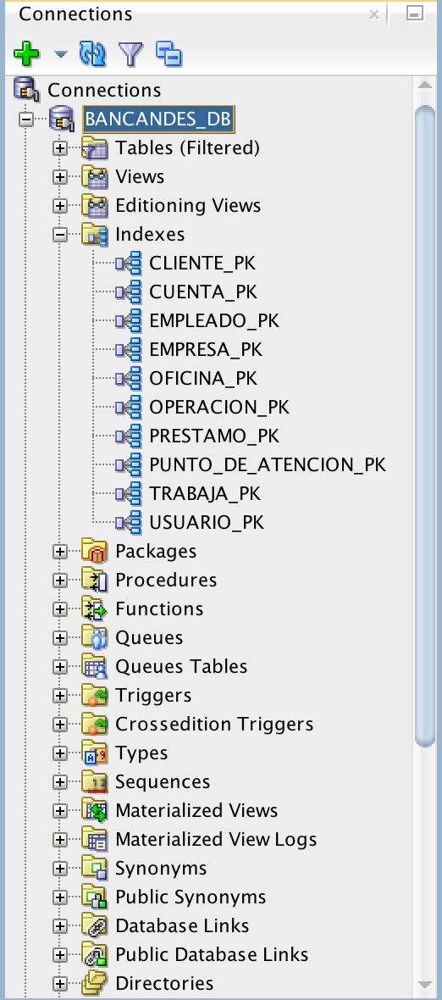 Connections
Connections
BANCANDES_DB
Tables (Filtered)
Views
Editioning Views
Indexes
CLIENTE_PK
CUENTA_PK
EMPLEADO_PK
EMPRESA_PK
OFICINA_PK
OPERACION_PK
PRESTAMO_PK
PUNTO_DE_ATENCION_PK
TRABAJA_PK
USUARIO_PK
Packages
Procedures
Functions
Queues
Queues Tables
Triggers
Crossedition Triggers
Types
Sequences
Materialized Views
Materialized View Logs
Synonyms
Public Synonyms
Database Links
Public Database Links
Directories